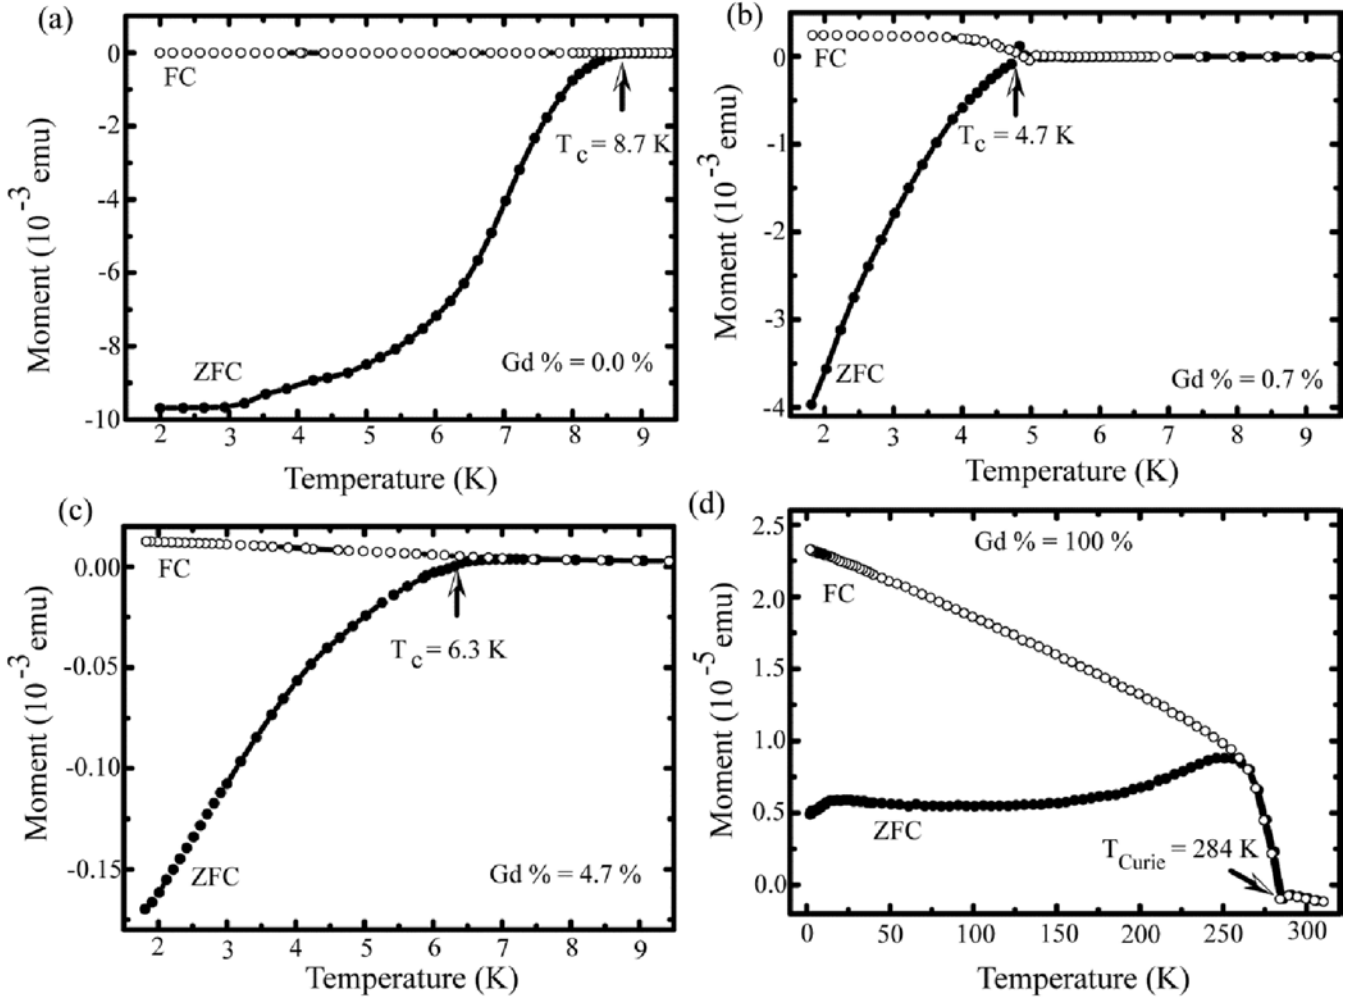 (a)
Moment (10⁻³ emu)
0
-2
-4
-6
-8
-10
FC
T_c = 8.7 K
ZFC
Gd % = 0.0 %
2 3 4 5 6 7 8 9
Temperature (K)
(b)
Moment (10⁻³ emu)
0
-1
-2
-3
-4
FC
T_c = 4.7 K
ZFC
Gd % = 0.7 %
2 3 4 5 6 7 8 9
Temperature (K)
(c)
Moment (10⁻³ emu)
0.00
-0.05
-0.10
-0.15
FC
T_c = 6.3 K
ZFC
Gd % = 4.7 %
2 3 4 5 6 7 8 9
Temperature (K)
(d)
Moment (10⁻⁵ emu)
2.5
2.0
1.5
1.0
0.5
0.0
Gd % = 100 %
FC
ZFC
T_Curie = 284 K
0 50 100 150 200 250 300
Temperature (K)